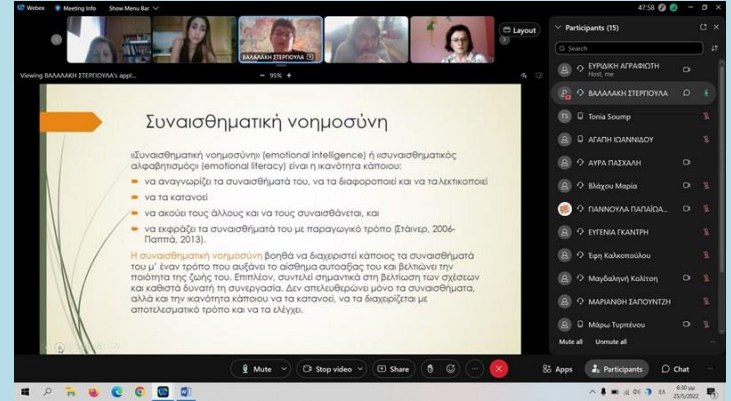 Webex
Meeting Info
Show Menu Bar
47:58
Layout
ΒΑΛΑΛΑΚΗ ΣΤΕΡΓΙΟΥΛΑ
Viewing ΒΑΛΑΛΑΚΗ ΣΤΕΡΓΙΟΥΛΑ's appl...
− 95% +
Συναισθηματική νοημοσύνη
«Συναισθηματική νοημοσύνη» (emotional intelligence) ή «συναισθηματικός
αλφαβητισμός» (emotional literacy) είναι η ικανότητα κάποιου:
να αναγνωρίζει τα συναισθήματά του, να τα διαφοροποιεί και να τα λεκτικοποιεί
να τα κατανοεί
να ακούει τους άλλους και να τους συναισθάνεται, και
να εκφράζει τα συναισθήματά του με παραγωγικό τρόπο (Στάινερ, 2006-
Παππά, 2013).
Η συναισθηματική νοημοσύνη βοηθά να διαχειριστεί κάποιος τα συναισθήματά
του μ' έναν τρόπο που αυξάνει το αίσθημα αυτοαξίας του και βελτιώνει την
ποιότητα της ζωής του. Επιπλέον, συντελεί σημαντικά στη βελτίωση των σχέσεων
και καθιστά δυνατή τη συνεργασία. Δεν απελευθερώνει μόνο τα συναισθήματα,
αλλά και την ικανότητα κάποιου να τα κατανοεί, να τα διαχειρίζεται με
αποτελεσματικό τρόπο και να τα ελέγχει.
Participants (15)
Search
ΕΥΡΙΔΙΚΗ ΑΓΡΑΦΙΩΤΗ
Host, me
ΒΑΛΑΛΑΚΗ ΣΤΕΡΓΙΟΥΛΑ
TS Tonia Soump
ΑΓΑΠΗ ΙΩΑΝΝΙΔΟΥ
ΑΥΡΑ ΠΑΣΧΑΛΗ
Βλάχου Μαρία
ΓΙΑΝΝΟΥΛΑ ΠΑΠΑΪΩΑ...
ΕΥΓΕΝΙΑ ΓΚΑΝΤΡΗ
Έφη Καλκοπούλου
Μαγδαληνή Κολίτση
ΜΑΡΙΑΝΘΗ ΣΑΠΟΥΝΤΖΗ
Μάρω Τυρπένου
Mute all Unmute all
Mute
Stop video
Share
Apps
Participants
Chat
ΕΛ
6:30 μμ
25/5/2022